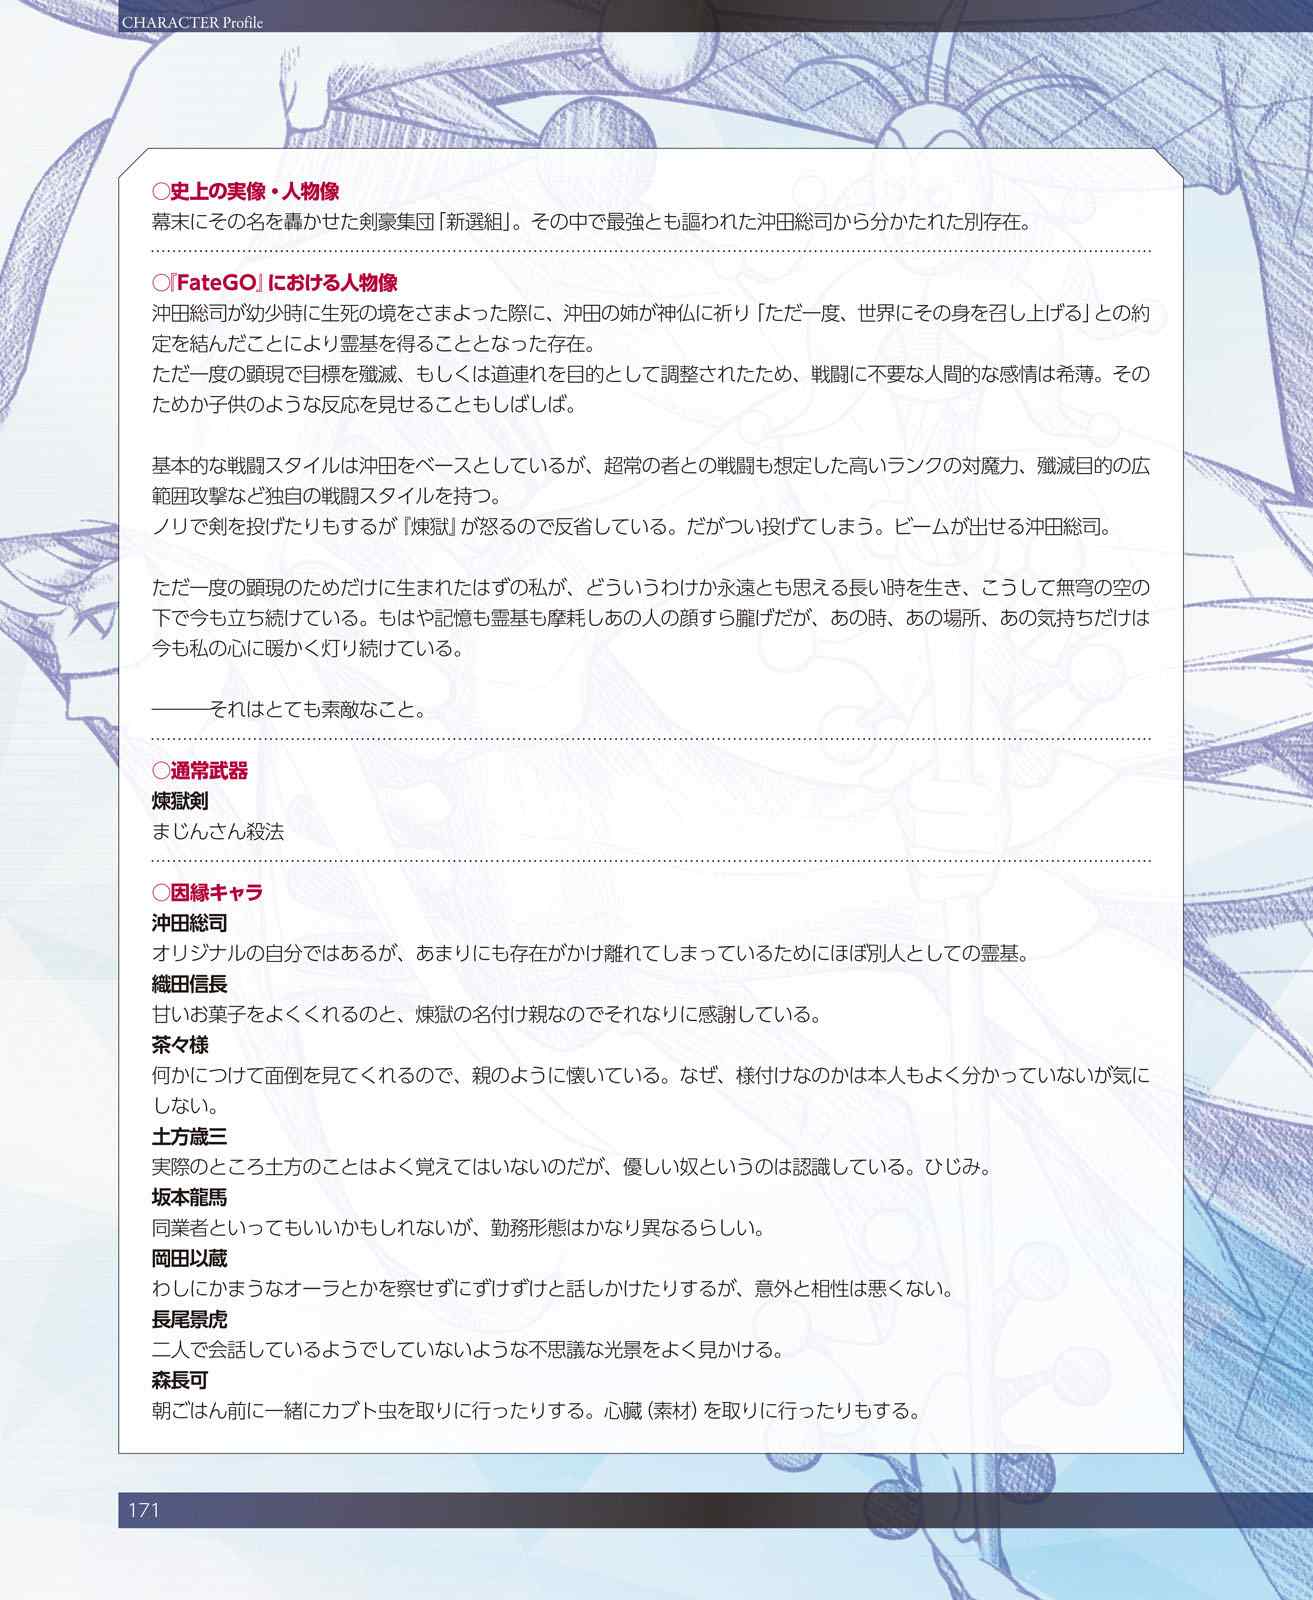 CHARACTER Profile
○史上の実像・人物像
幕末にその名を轟かせた剣豪集団「新選組」。その中で最強とも謳われた沖田総司から分かたれた別存在。
○『FateGO』における人物像
沖田総司が幼少時に生死の境をさまよった際に、沖田の姉が神仏に祈り「ただ一度、世界にその身を召し上げる」との約
定を結んだことにより霊基を得ることとなった存在。
ただ一度の顕現で目標を殲滅、もしくは道連れを目的として調整されたため、戦闘に不要な人間的な感情は希薄。その
ためか子供のような反応を見せることもしばしば。
基本的な戦闘スタイルは沖田をベースとしているが、超常の者との戦闘も想定した高いランクの対魔力、殲滅目的の広
範囲攻撃など独自の戦闘スタイルを持つ。
ノリで剣を投げたりもするが『煉獄』が怒るので反省している。だがつい投げてしまう。ビームが出せる沖田総司。
ただ一度の顕現のためだけに生まれたはずの私が、どういうわけか永遠とも思える長い時を生き、こうして無穹の空の
下で今も立ち続けている。もはや記憶も霊基も摩耗しあの人の顔すら朧げだが、あの時、あの場所、あの気持ちだけは
今も私の心に暖かく灯り続けている。
―――それはとても素敵なこと。
○通常武器
煉獄剣
まじんさん殺法
○因縁キャラ
沖田総司
オリジナルの自分ではあるが、あまりにも存在がかけ離れてしまっているためにほぼ別人としての霊基。
織田信長
甘いお菓子をよくくれるのと、煉獄の名付け親なのでそれなりに感謝している。
茶々様
何かにつけて面倒を見てくれるので、親のように懐いている。なぜ、様付けなのかは本人もよく分かっていないが気に
しない。
土方歳三
実際のところ土方のことはよく覚えてはいないのだが、優しい奴というのは認識している。ひじみ。
坂本龍馬
同業者といってもいいかもしれないが、勤務形態はかなり異なるらしい。
岡田以蔵
わしにかまうなオーラとかを察せずにずけずけと話しかけたりするが、意外と相性は悪くない。
長尾景虎
二人で会話しているようでしていないような不思議な光景をよく見かける。
森長可
朝ごはん前に一緒にカブト虫を取りに行ったりする。心臓（素材）を取りに行ったりもする。
171